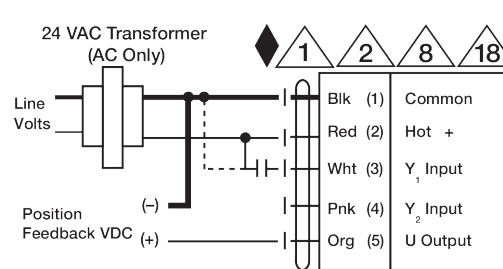 24 VAC Transformer
(AC Only)
1 2 8 18
Line
Volts
Blk (1) Common
Red (2) Hot +
Wht (3) Y1 Input
Pnk (4) Y2 Input
Org (5) U Output
Position
Feedback VDC
(–)
(+)